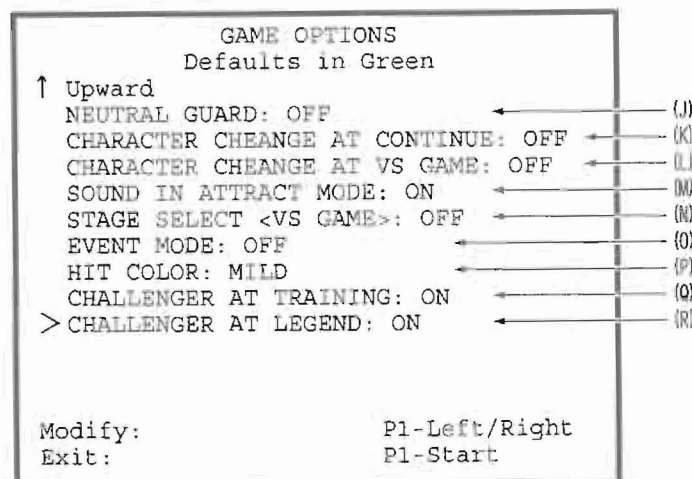 GAME OPTIONS
Defaults in Green
↑ Upward
NEUTRAL GUARD: OFF (J)
CHARACTER CHEANGE AT CONTINUE: OFF (K)
CHARACTER CHEANGE AT VS GAME: OFF (L)
SOUND IN ATTRACT MODE: ON (M)
STAGE SELECT <VS GAME>: OFF (N)
EVENT MODE: OFF (O)
HIT COLOR: MILD (P)
CHALLENGER AT TRAINING: ON (Q)
>CHALLENGER AT LEGEND: ON (R)
Modify: P1-Left/Right
Exit: P1-Start